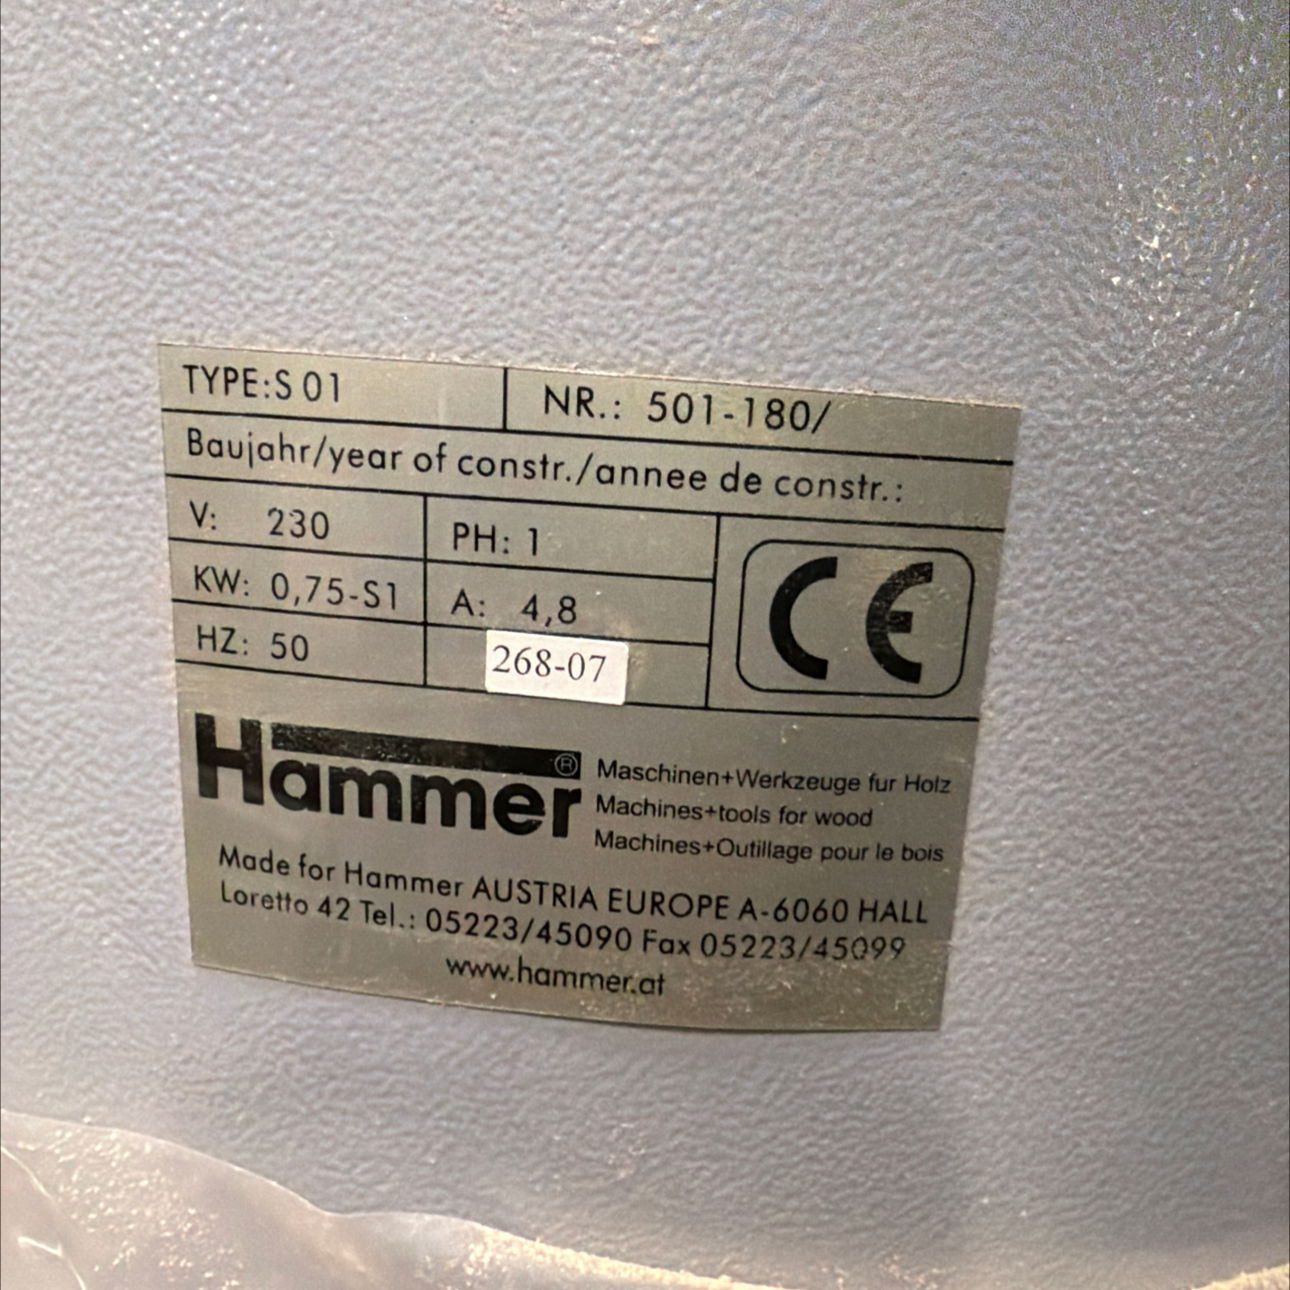 TYPE:S 01 NR.: 501-180/
Baujahr/year of constr./annee de constr.:
V: 230 PH: 1
KW: 0,75-S1 A: 4,8
HZ: 50 268-07
CE
Hammer® Maschinen+Werkzeuge fur Holz
Machines+tools for wood
Machines+Outillage pour le bois
Made for Hammer AUSTRIA EUROPE A-6060 HALL
Loretto 42 Tel.: 05223/45090 Fax 05223/45099
www.hammer.at